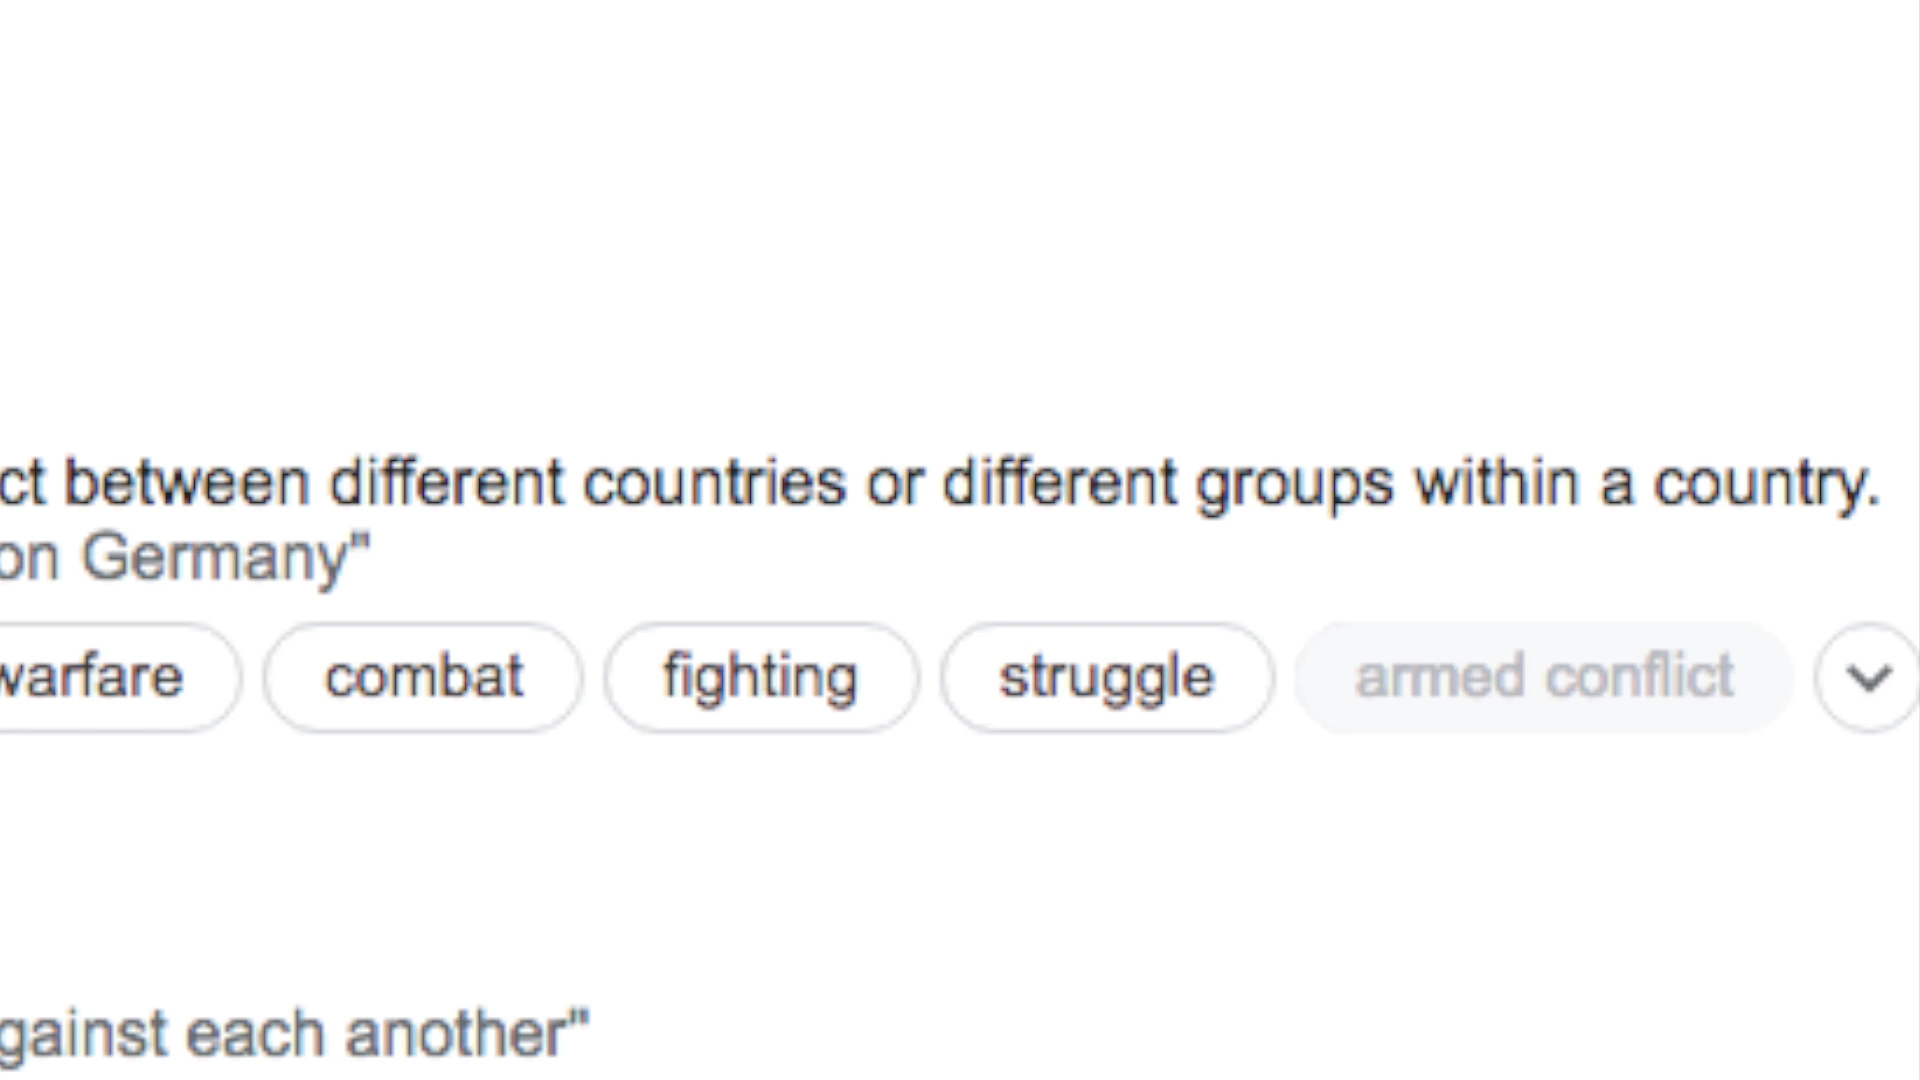 ct between different countries or different groups within a country.
on Germany"
warfare combat fighting struggle armed conflict
gainst each another"